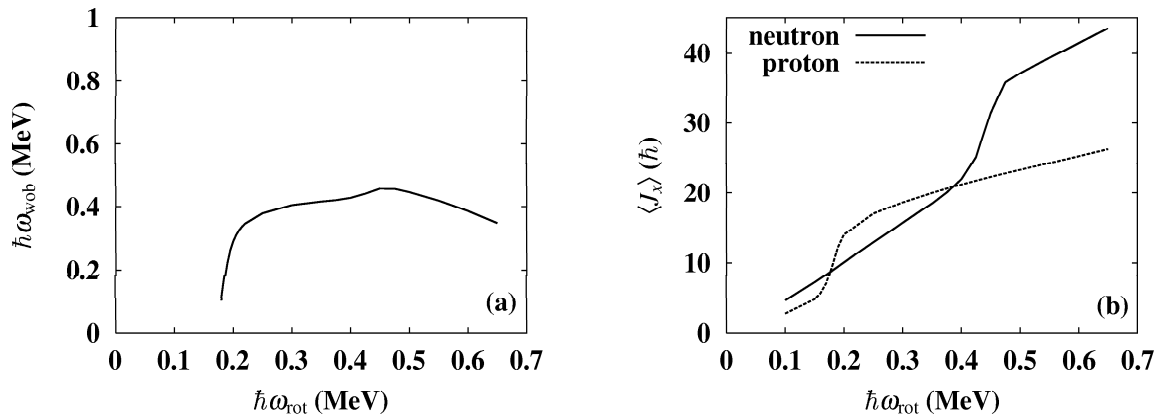 1
0.8
0.6
0.4
0.2
0
ℏω_wob (MeV)
(a)
0 0.1 0.2 0.3 0.4 0.5 0.6 0.7
ℏω_rot (MeV)
neutron
proton
40
30
20
10
0
⟨J_x⟩ (ℏ)
(b)
0 0.1 0.2 0.3 0.4 0.5 0.6 0.7
ℏω_rot (MeV)